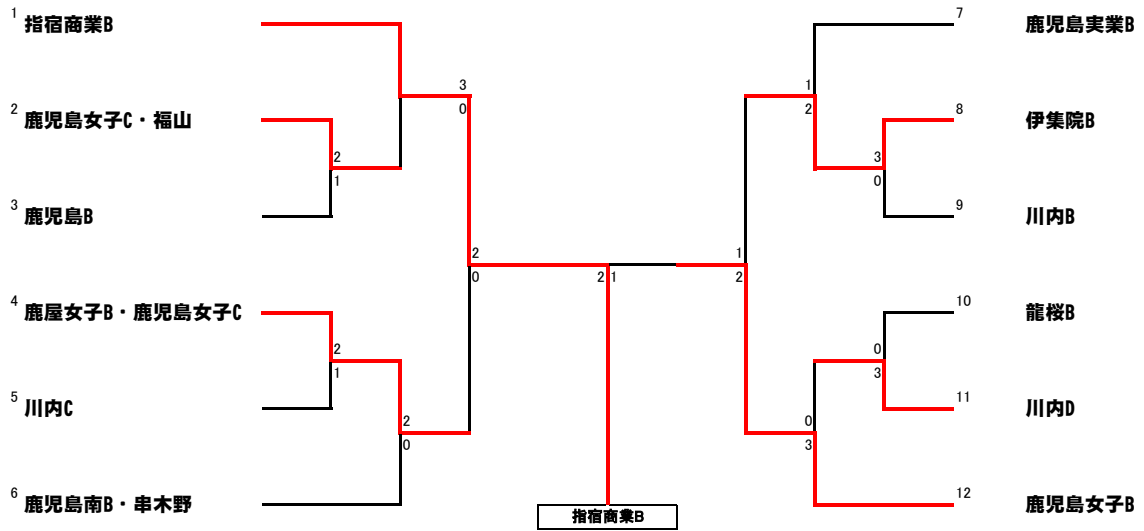 1 指宿商業B
7 鹿児島実業B
3
0
1
2
2 鹿児島女子C・福山
8 伊集院B
2
1
3
0
3 鹿児島B
9 川内B
2
0
2 1
1
2
4 鹿屋女子B・鹿児島女子C
10 龍桜B
2
1
0
3
5 川内C
11 川内D
2
0
0
3
6 鹿児島南B・串木野
12 鹿児島女子B
指宿商業B